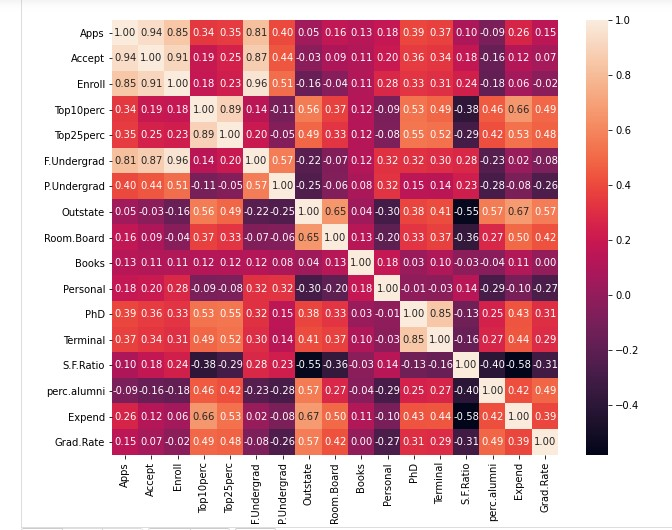 Apps 1.00 0.94 0.85 0.34 0.35 0.81 0.40 0.05 0.16 0.13 0.18 0.39 0.37 0.10 -0.09 0.26 0.15
Accept 0.94 1.00 0.91 0.19 0.25 0.87 0.44 -0.03 0.09 0.11 0.20 0.36 0.34 0.18 -0.16 0.12 0.07
Enroll 0.85 0.91 1.00 0.18 0.23 0.96 0.51 -0.16 -0.04 0.11 0.28 0.33 0.31 0.24 -0.18 0.06 -0.02
Top10perc 0.34 0.19 0.18 1.00 0.89 0.14 -0.11 0.56 0.37 0.12 -0.09 0.53 0.49 -0.38 0.46 0.66 0.49
Top25perc 0.35 0.25 0.23 0.89 1.00 0.20 -0.05 0.49 0.33 0.12 -0.08 0.55 0.52 -0.29 0.42 0.53 0.48
F.Undergrad 0.81 0.87 0.96 0.14 0.20 1.00 0.57 -0.22 -0.07 0.12 0.32 0.32 0.30 0.28 -0.23 0.02 -0.08
P.Undergrad 0.40 0.44 0.51 -0.11 -0.05 0.57 1.00 -0.25 -0.06 0.08 0.32 0.15 0.14 0.23 -0.28 -0.08 -0.26
Outstate 0.05 -0.03 -0.16 0.56 0.49 -0.22 -0.25 1.00 0.65 0.04 -0.30 0.38 0.41 -0.55 0.57 0.67 0.57
Room.Board 0.16 0.09 -0.04 0.37 0.33 -0.07 -0.06 0.65 1.00 0.13 -0.20 0.33 0.37 -0.36 0.27 0.50 0.42
Books 0.13 0.11 0.11 0.12 0.12 0.12 0.08 0.04 0.13 1.00 0.18 0.03 0.10 -0.03 -0.04 0.11 0.00
Personal 0.18 0.20 0.28 -0.09 -0.08 0.32 0.32 -0.30 -0.20 0.18 1.00 -0.01 -0.03 0.14 -0.29 -0.10 -0.27
PhD 0.39 0.36 0.33 0.53 0.55 0.32 0.15 0.38 0.33 0.03 -0.01 1.00 0.85 -0.13 0.25 0.43 0.31
Terminal 0.37 0.34 0.31 0.49 0.52 0.30 0.14 0.41 0.37 0.10 -0.03 0.85 1.00 -0.16 0.27 0.44 0.29
S.F.Ratio 0.10 0.18 0.24 -0.38 -0.29 0.28 0.23 -0.55 -0.36 -0.03 0.14 -0.13 -0.16 1.00 -0.40 -0.58 -0.31
perc.alumni -0.09 -0.16 -0.18 0.46 0.42 -0.23 -0.28 0.57 0.27 -0.04 -0.29 0.25 0.27 -0.40 1.00 0.42 0.49
Expend 0.26 0.12 0.06 0.66 0.53 0.02 -0.08 0.67 0.50 0.11 -0.10 0.43 0.44 -0.58 0.42 1.00 0.39
Grad.Rate 0.15 0.07 -0.02 0.49 0.48 -0.08 -0.26 0.57 0.42 0.00 -0.27 0.31 0.29 -0.31 0.49 0.39 1.00
Apps
Accept
Enroll
Top10perc
Top25perc
F.Undergrad
P.Undergrad
Outstate
Room.Board
Books
Personal
PhD
Terminal
S.F.Ratio
perc.alumni
Expend
Grad.Rate
1.0
0.8
0.6
0.4
0.2
0.0
−0.2
−0.4